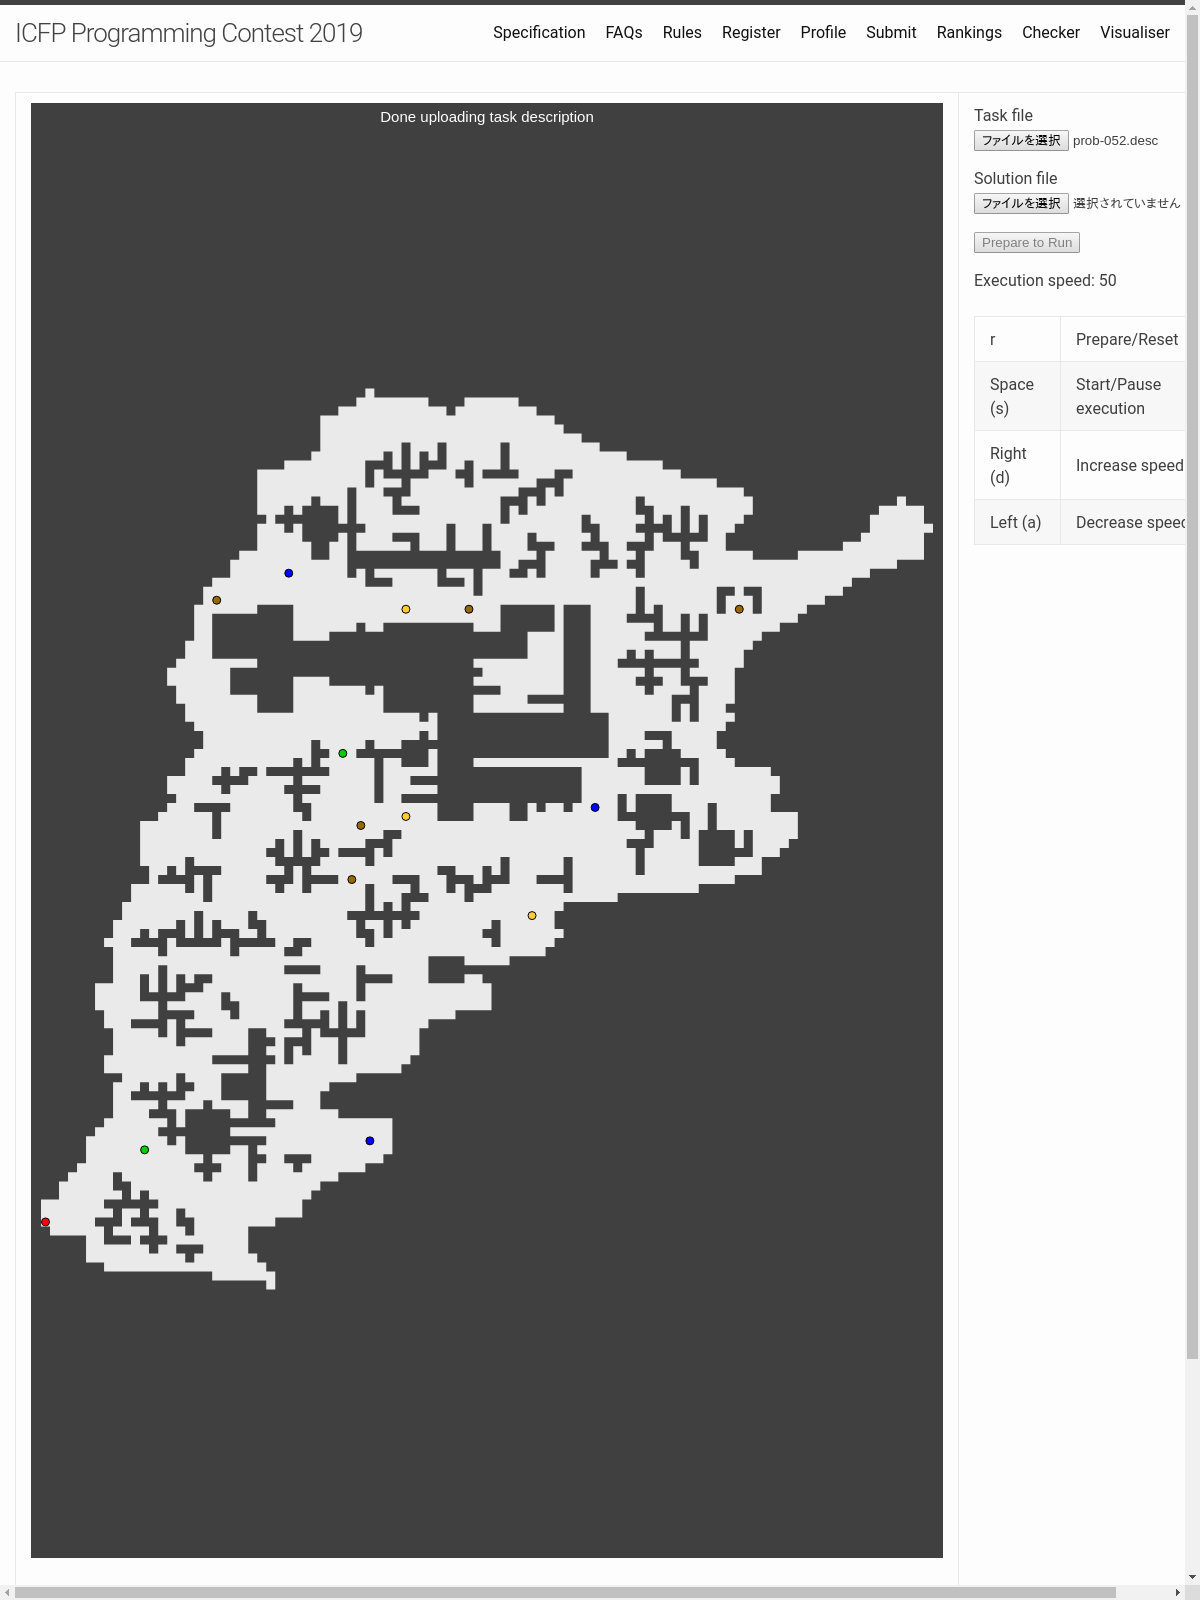 ICFP Programming Contest 2019
Specification FAQs Rules Register Profile Submit Rankings Checker Visualiser
Done uploading task description
Task file
ファイルを選択 prob-052.desc
Solution file
ファイルを選択 選択されていません
Prepare to Run
Execution speed: 50
r Prepare/Reset
Space (s) Start/Pause execution
Right (d) Increase speed
Left (a) Decrease speed